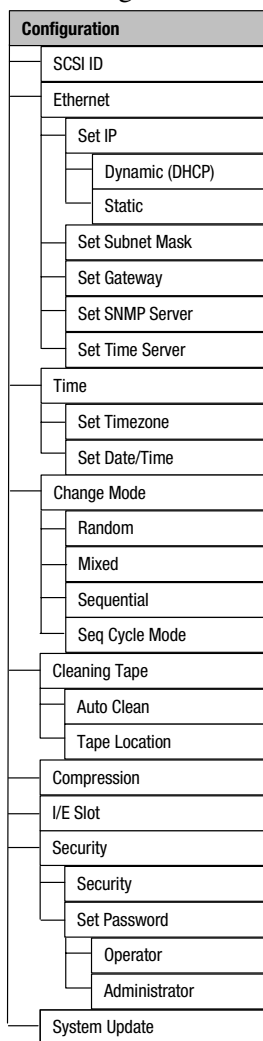 Configuration
SCSI ID
Ethernet
Set IP
Dynamic (DHCP)
Static
Set Subnet Mask
Set Gateway
Set SNMP Server
Set Time Server
Time
Set Timezone
Set Date/Time
Change Mode
Random
Mixed
Sequential
Seq Cycle Mode
Cleaning Tape
Auto Clean
Tape Location
Compression
I/E Slot
Security
Security
Set Password
Operator
Administrator
System Update